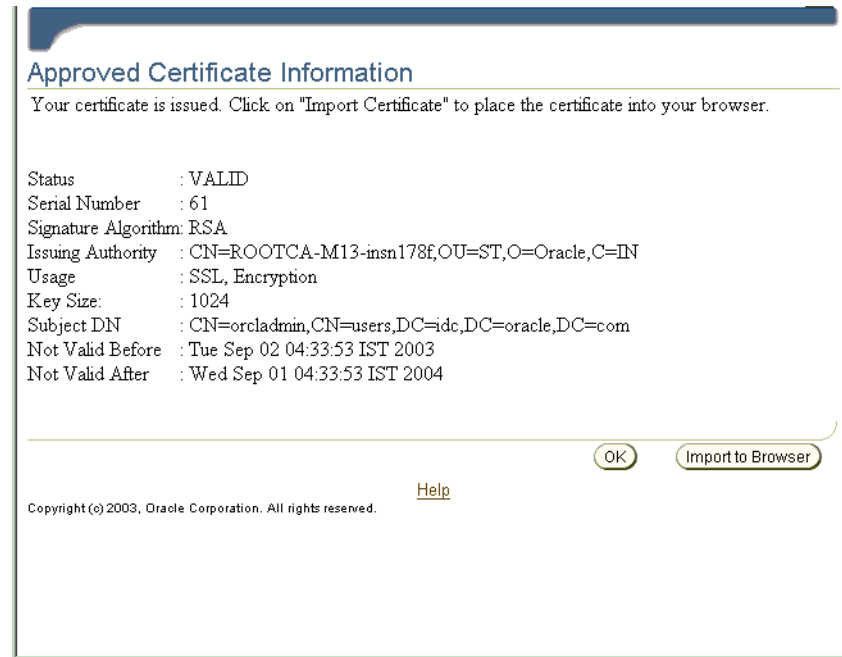 Approved Certificate Information
Your certificate is issued. Click on "Import Certificate" to place the certificate into your browser.
Status : VALID
Serial Number : 61
Signature Algorithm: RSA
Issuing Authority : CN=ROOTCA-M13-insn178f,OU=ST,O=Oracle,C=IN
Usage : SSL, Encryption
Key Size: : 1024
Subject DN : CN=orcladmin,CN=users,DC=idc,DC=oracle,DC=com
Not Valid Before : Tue Sep 02 04:33:53 IST 2003
Not Valid After : Wed Sep 01 04:33:53 IST 2004
OK Import to Browser
Help
Copyright (c) 2003, Oracle Corporation. All rights reserved.